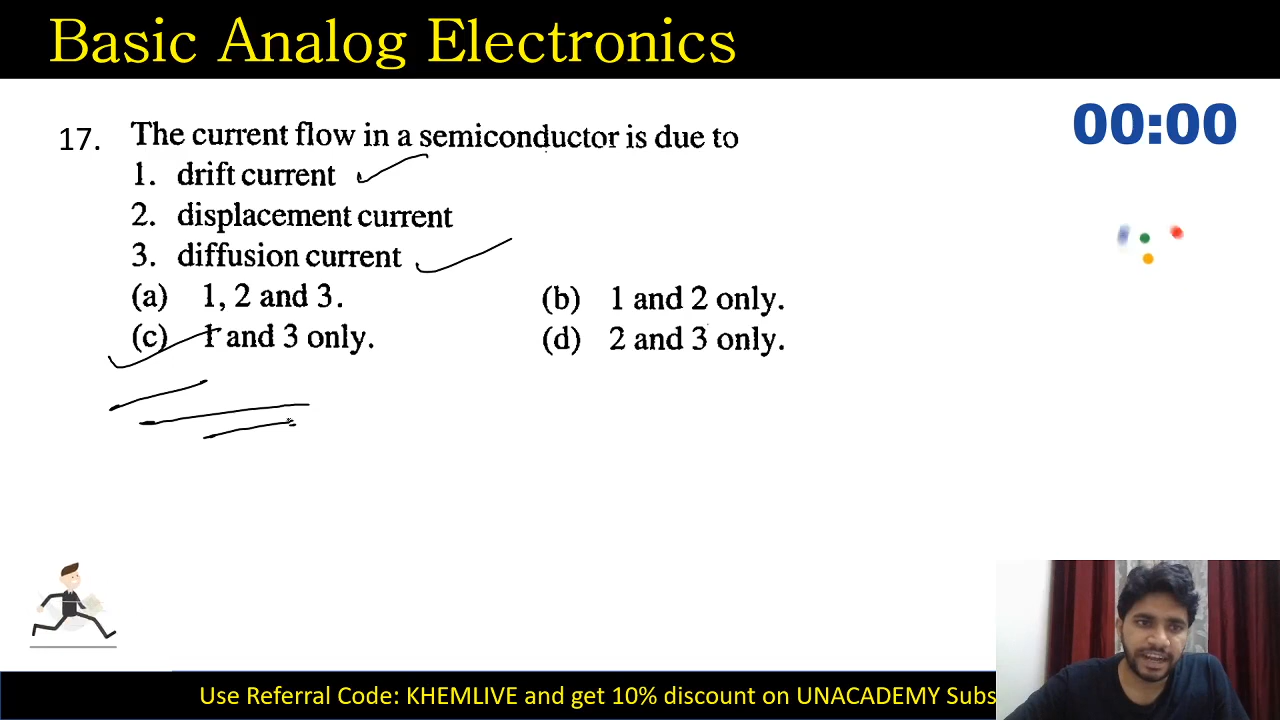 Basic Analog Electronics
00:00
17. The current flow in a semiconductor is due to
1. drift current
2. displacement current
3. diffusion current
(a) 1, 2 and 3. (b) 1 and 2 only.
(c) 1 and 3 only. (d) 2 and 3 only.
Use Referral Code: KHEMLIVE and get 10% discount on UNACADEMY Subs